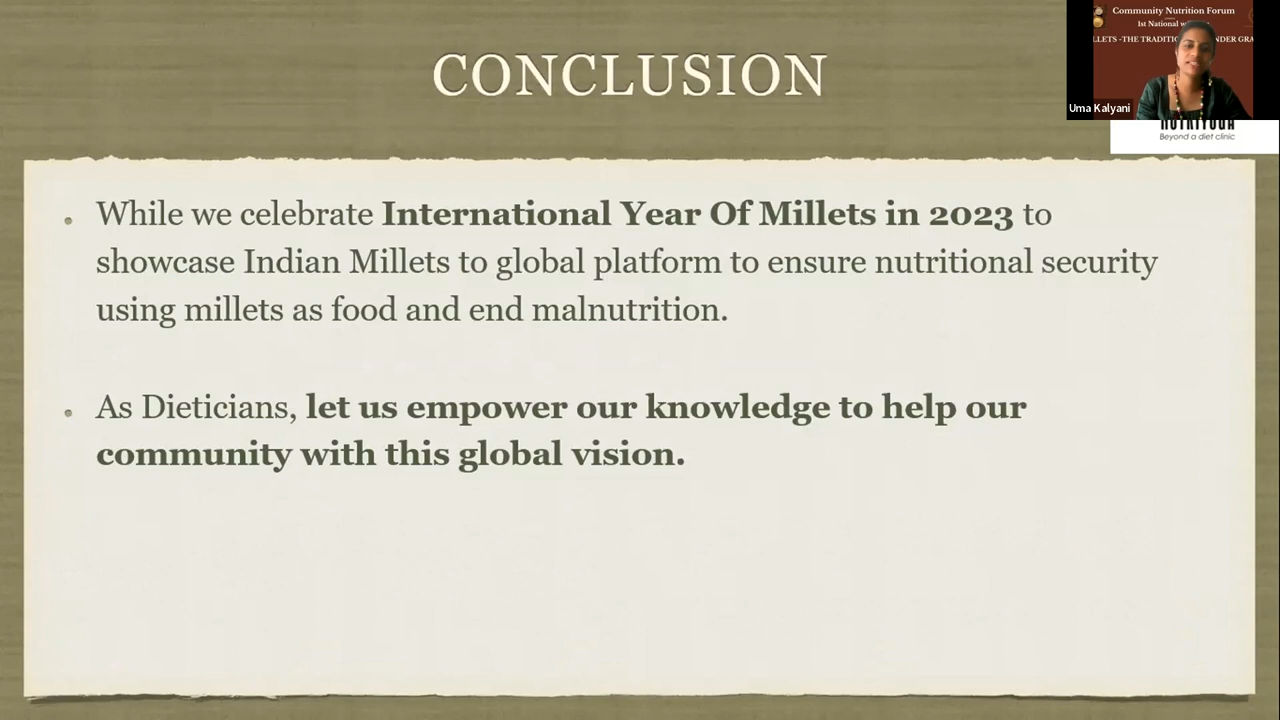 CONCLUSION
Community Nutrition Forum
1st National
Uma Kalyani
Beyond a diet clinic
While we celebrate International Year Of Millets in 2023 to
showcase Indian Millets to global platform to ensure nutritional security
using millets as food and end malnutrition.
As Dieticians, let us empower our knowledge to help our
community with this global vision.